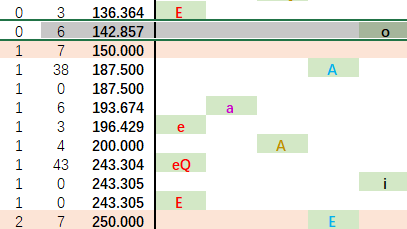 0 3 136.364 E
0 6 142.857 o
1 7 150.000
1 38 187.500 A
1 0 187.500
1 6 193.674 a
1 3 196.429 e
1 4 200.000 A
1 43 243.304 eQ
1 0 243.305 i
1 0 243.305 E
2 7 250.000 E